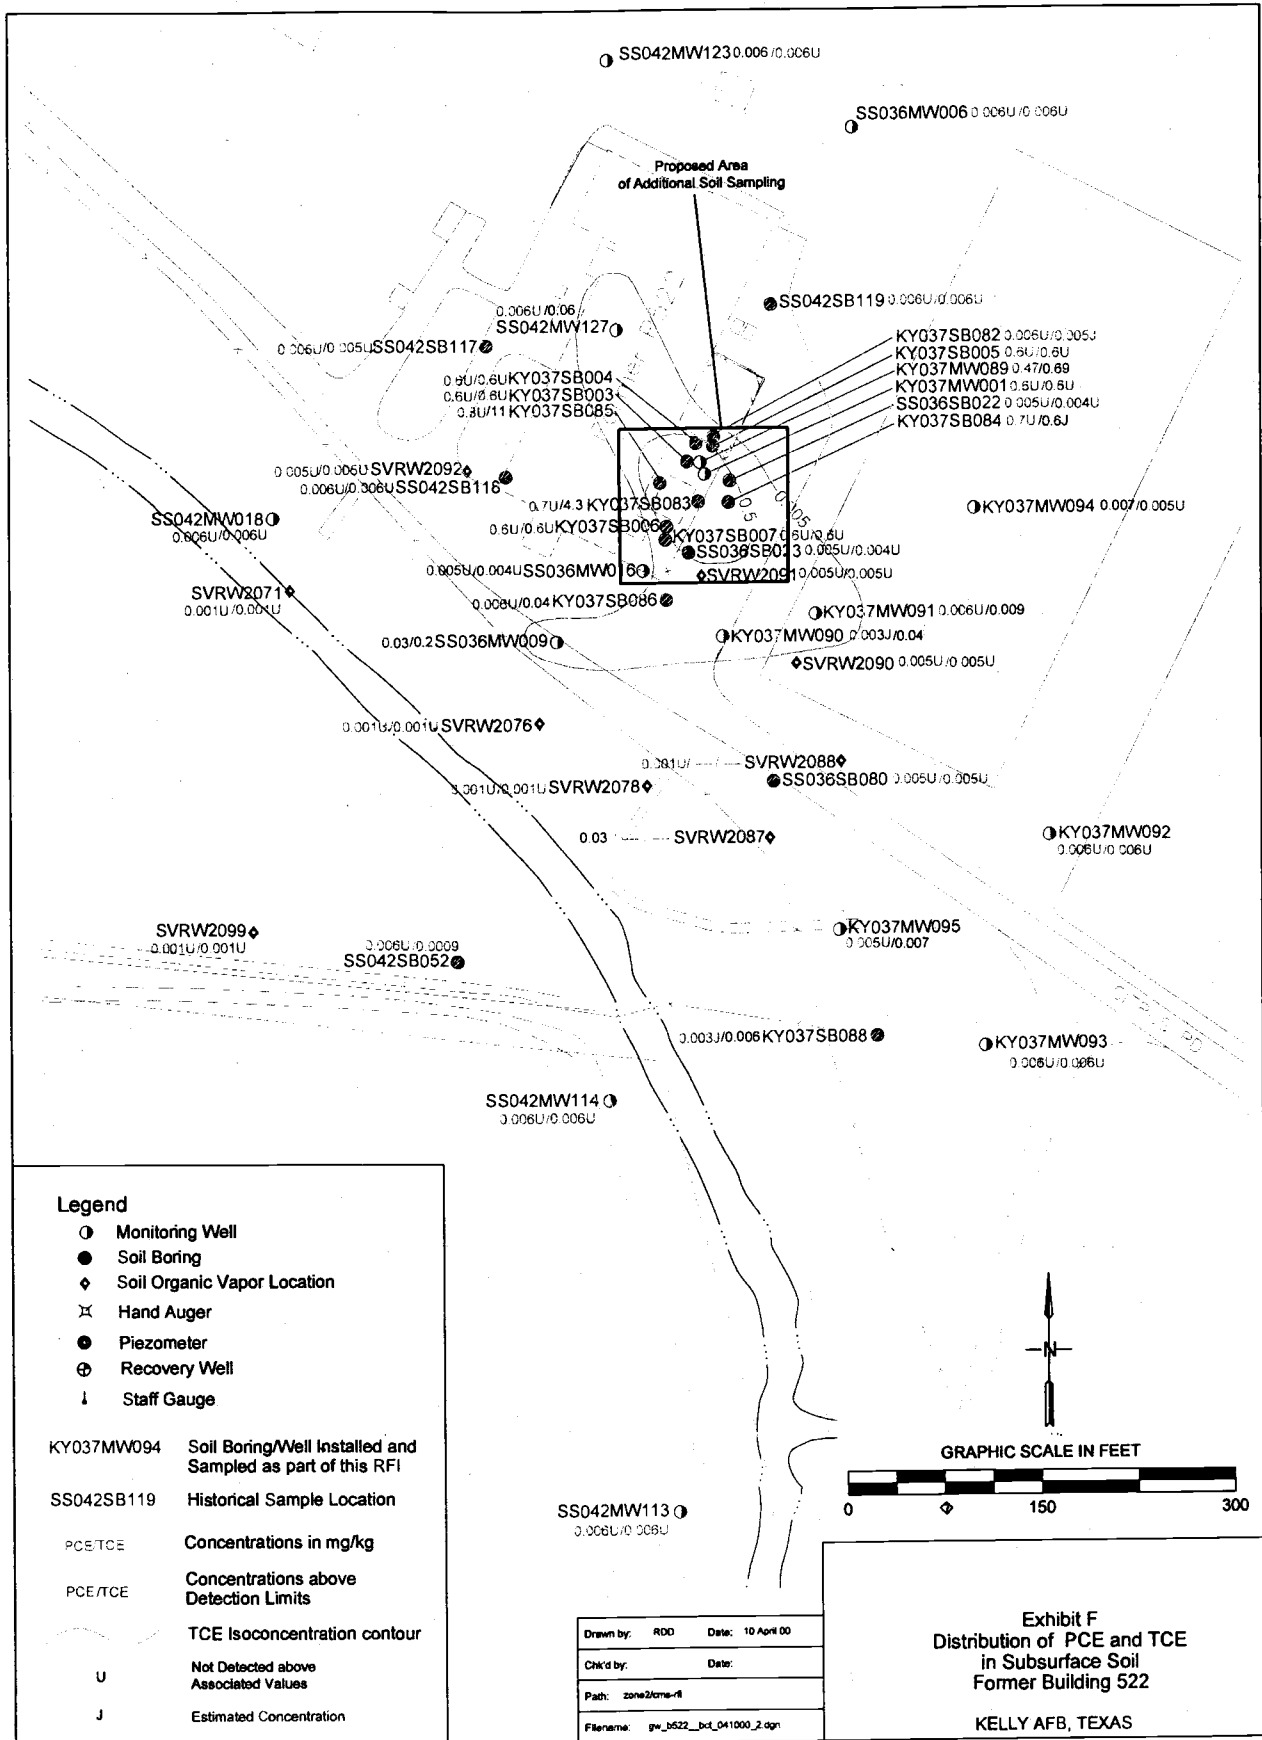 SS042MW123 0.006/0.006U
SS036MW006 0.006U/0.006U
Proposed Area
of Additional Soil Sampling
SS042SB119 0.006U/0.006U
0.006U/0.06
SS042MW127
0.006U/0.005U SS042SB117
KY037SB082 0.006U/0.005J
KY037SB005 0.6U/0.6U
KY037MW089 0.47/0.69
KY037MW001 0.6U/0.6U
SS036SB022 0.005U/0.004U
KY037SB084 0.7U/0.6J
0.6U/0.6U KY037SB004
0.6U/0.6U KY037SB003
0.8U/11 KY037SB085
0.005U/0.005U SVRW2092
0.006U/0.006U SS042SB116
0.7U/4.3 KY037SB083
0.5
0.005
KY037MW094 0.007/0.005U
SS042MW018
0.006U/0.006U
0.6U/0.6U KY037SB006
KY037SB007 0.6U/0.6U
SS036SB023 0.005U/0.004U
0.005U/0.004U SS036MW016
SVRW2091 0.005U/0.005U
SVRW2071
0.001U/0.001U
0.006U/0.04 KY037SB086
KY037MW091 0.006U/0.009
0.03/0.2 SS036MW009
KY037MW090 0.003J/0.04
SVRW2090 0.005U/0.005U
0.001U/0.001U SVRW2076
0.001U/ --- SVRW2088
SS036SB080 0.005U/0.005U
0.001U/0.001U SVRW2078
0.03 --- SVRW2087
KY037MW092
0.006U/0.006U
SVRW2099
0.001U/0.001U
0.006U/0.0009
SS042SB052
KY037MW095
0.005U/0.007
RD
0.003J/0.006 KY037SB088
KY037MW093
0.006U/0.006U
SS042MW114
0.006U/0.006U
Legend
Monitoring Well
Soil Boring
Soil Organic Vapor Location
Hand Auger
Piezometer
Recovery Well
Staff Gauge
KY037MW094 Soil Boring/Well Installed and
Sampled as part of this RFI
SS042SB119 Historical Sample Location
PCE/TCE Concentrations in mg/kg
PCE/TCE Concentrations above
Detection Limits
TCE Isoconcentration contour
U Not Detected above
Associated Values
J Estimated Concentration
N
GRAPHIC SCALE IN FEET
0 150 300
SS042MW113
0.006U/0.006U
Drawn by: RDD Date: 10 April 00
Chk'd by: Date:
Path: zone2/cms-rfi
Filename: gw_b522__bct_041000_2.dgn
Exhibit F
Distribution of PCE and TCE
in Subsurface Soil
Former Building 522
KELLY AFB, TEXAS